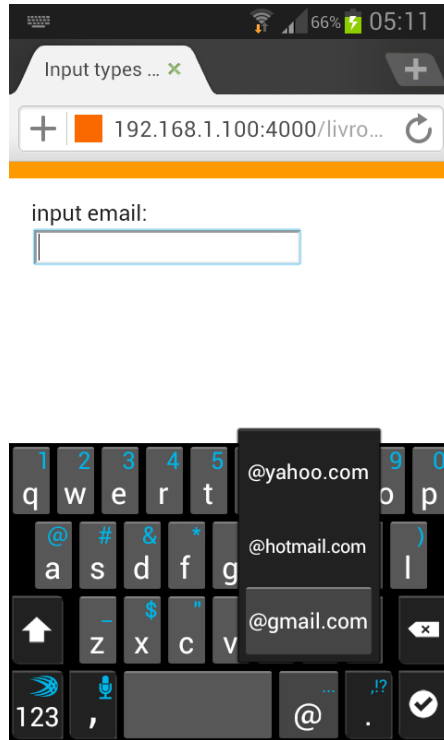 66% 05:11
Input types ...
192.168.1.100:4000/livro...
input email:
1 2 3 4 5 9 0
q w e r t o p
@yahoo.com
@ # & * )
a s d f g l
@hotmail.com
_ $ "
z x c v
@gmail.com
... ,!?
123 , @ .